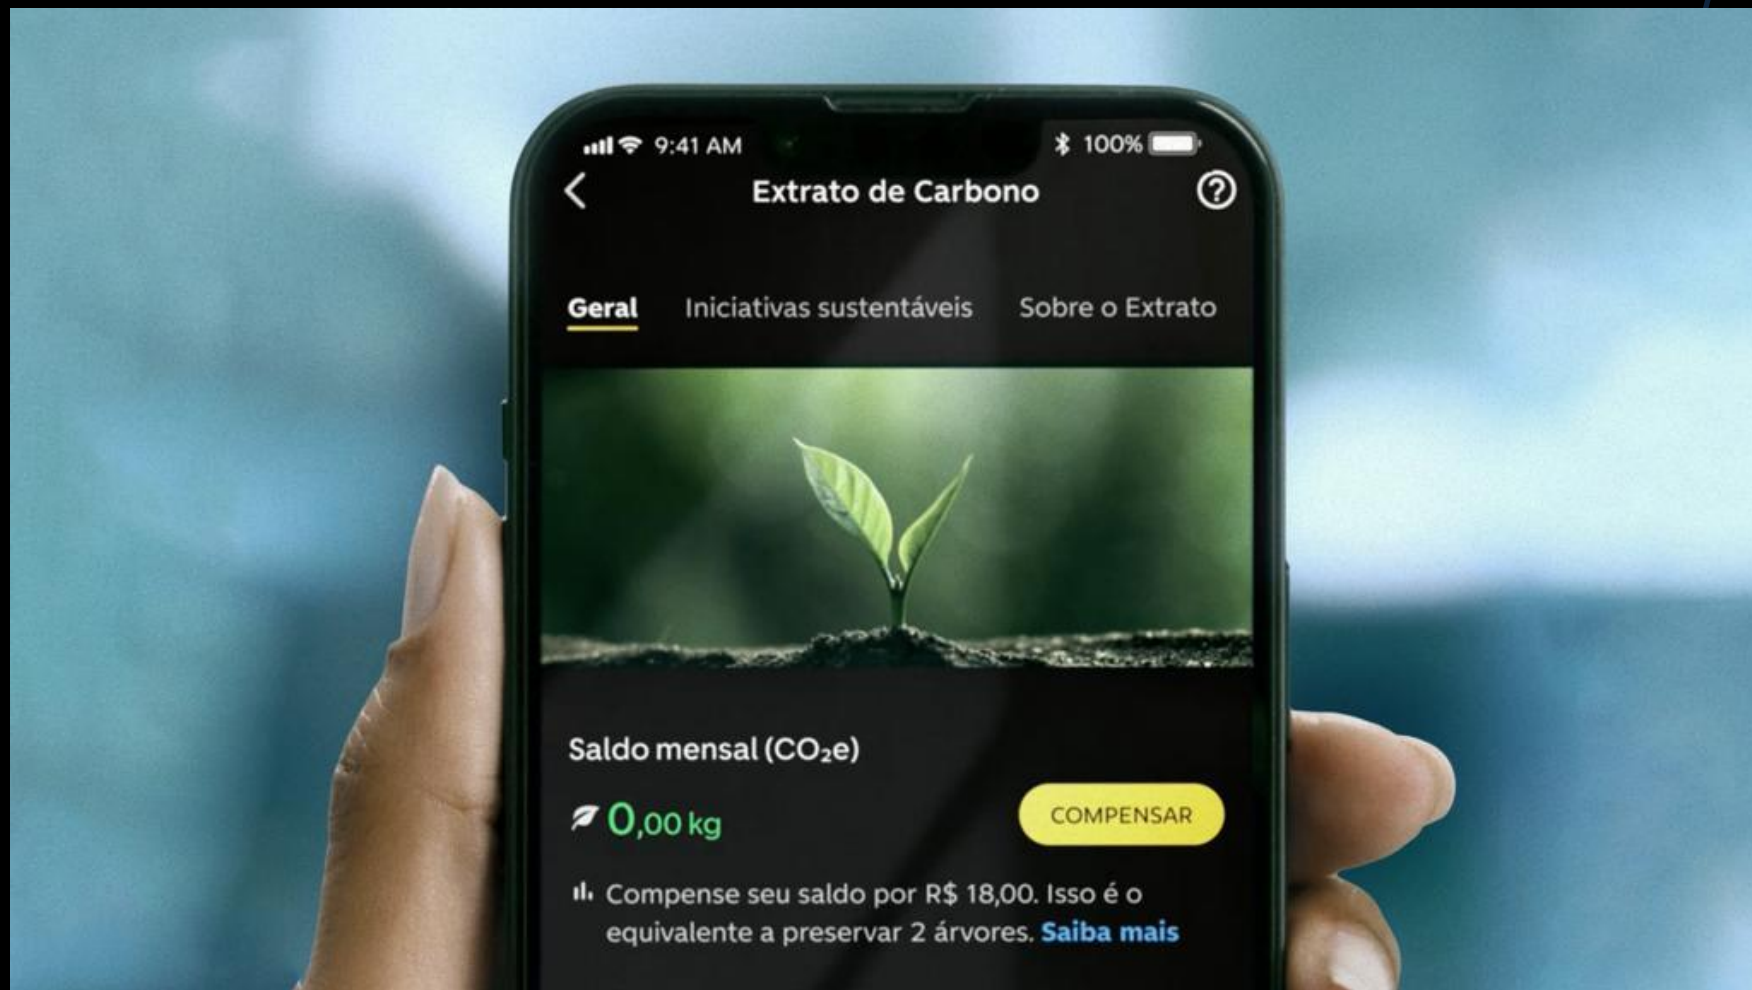 9:41 AM
100%
Extrato de Carbono
Geral
Iniciativas sustentáveis
Sobre o Extrato
Saldo mensal (CO₂e)
0,00 kg
COMPENSAR
Compense seu saldo por R$ 18,00. Isso é o
equivalente a preservar 2 árvores. Saiba mais